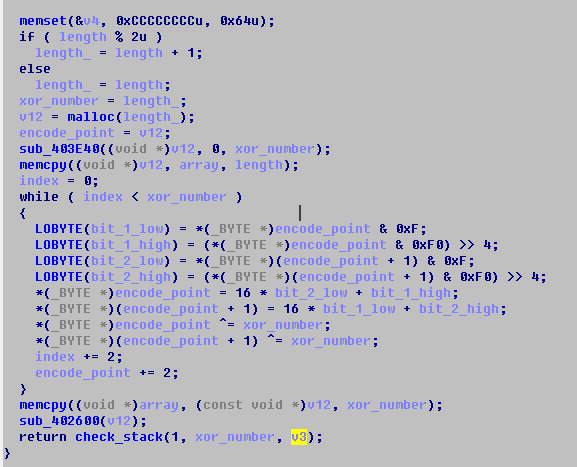 memset(&v4, 0xCCCCCCCCu, 0x64u);
if ( length % 2u )
length_ = length + 1;
else
length_ = length;
xor_number = length_;
v12 = malloc(length_);
encode_point = v12;
sub_403E40((void *)v12, 0, xor_number);
memcpy((void *)v12, array, length);
index = 0;
while ( index < xor_number )
{
LOBYTE(bit_1_low) = *(_BYTE *)encode_point & 0xF;
LOBYTE(bit_1_high) = (*(_BYTE *)encode_point & 0xF0) >> 4;
LOBYTE(bit_2_low) = *(_BYTE *)(encode_point + 1) & 0xF;
LOBYTE(bit_2_high) = (*(_BYTE *)(encode_point + 1) & 0xF0) >> 4;
*(_BYTE *)encode_point = 16 * bit_2_low + bit_1_high;
*(_BYTE *)(encode_point + 1) = 16 * bit_1_low + bit_2_high;
*(_BYTE *)encode_point ^= xor_number;
*(_BYTE *)(encode_point + 1) ^= xor_number;
index += 2;
encode_point += 2;
}
memcpy((void *)array, (const void *)v12, xor_number);
sub_402600(v12);
return check_stack(1, xor_number, v3);
}